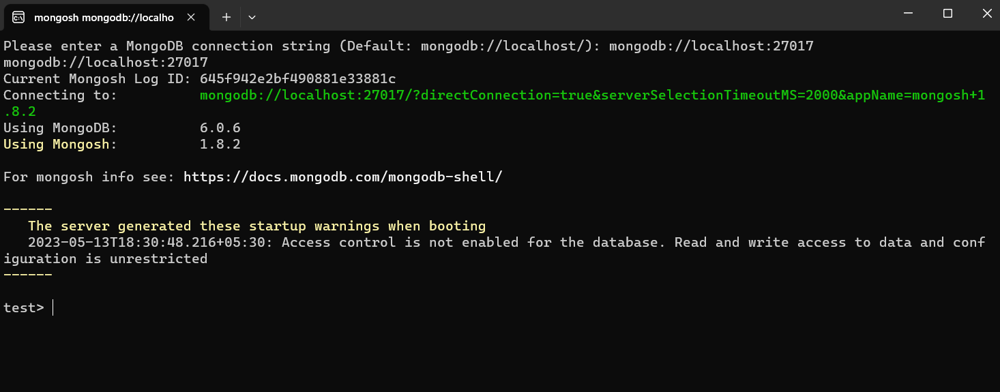 mongosh mongodb://localho
Please enter a MongoDB connection string (Default: mongodb://localhost/): mongodb://localhost:27017
mongodb://localhost:27017
Current Mongosh Log ID: 645f942e2bf490881e33881c
Connecting to:          mongodb://localhost:27017/?directConnection=true&serverSelectionTimeoutMS=2000&appName=mongosh+1
.8.2
Using MongoDB:          6.0.6
Using Mongosh:          1.8.2
For mongosh info see: https://docs.mongodb.com/mongodb-shell/
------
   The server generated these startup warnings when booting
   2023-05-13T18:30:48.216+05:30: Access control is not enabled for the database. Read and write access to data and conf
iguration is unrestricted
------
test>